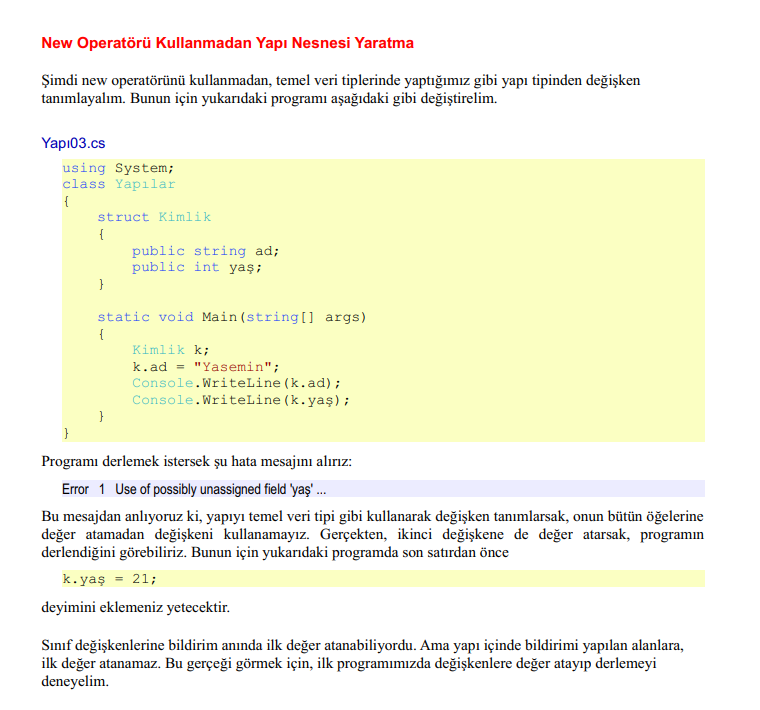 New Operatörü Kullanmadan Yapı Nesnesi Yaratma
Şimdi new operatörünü kullanmadan, temel veri tiplerinde yaptığımız gibi yapı tipinden değişken
tanımlayalım. Bunun için yukarıdaki programı aşağıdaki gibi değiştirelim.
Yapı03.cs
using System;
class Yapılar
{
    struct Kimlik
    {
        public string ad;
        public int yaş;
    }
    static void Main(string[] args)
    {
        Kimlik k;
        k.ad = "Yasemin";
        Console.WriteLine(k.ad);
        Console.WriteLine(k.yaş);
    }
}
Programı derlemek istersek şu hata mesajını alırız:
Error 1 Use of possibly unassigned field 'yaş' ...
Bu mesajdan anlıyoruz ki, yapıyı temel veri tipi gibi kullanarak değişken tanımlarsak, onun bütün öğelerine
değer atamadan değişkeni kullanamayız. Gerçekten, ikinci değişkene de değer atarsak, programın
derlendiğini görebiliriz. Bunun için yukarıdaki programda son satırdan önce
k.yaş = 21;
deyimini eklemeniz yetecektir.
Sınıf değişkenlerine bildirim anında ilk değer atanabiliyordu. Ama yapı içinde bildirimi yapılan alanlara,
ilk değer atanamaz. Bu gerçeği görmek için, ilk programımızda değişkenlere değer atayıp derlemeyi
deneyelim.